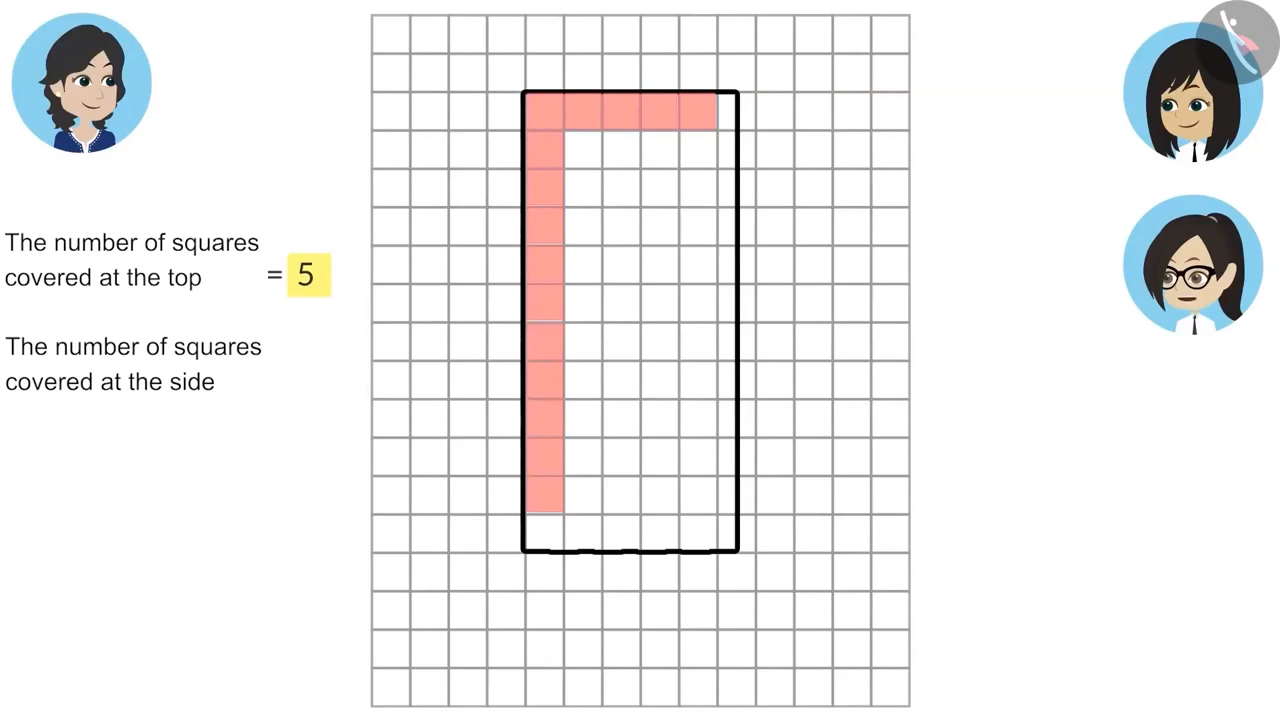 The number of squares
covered at the top = 5
The number of squares
covered at the side